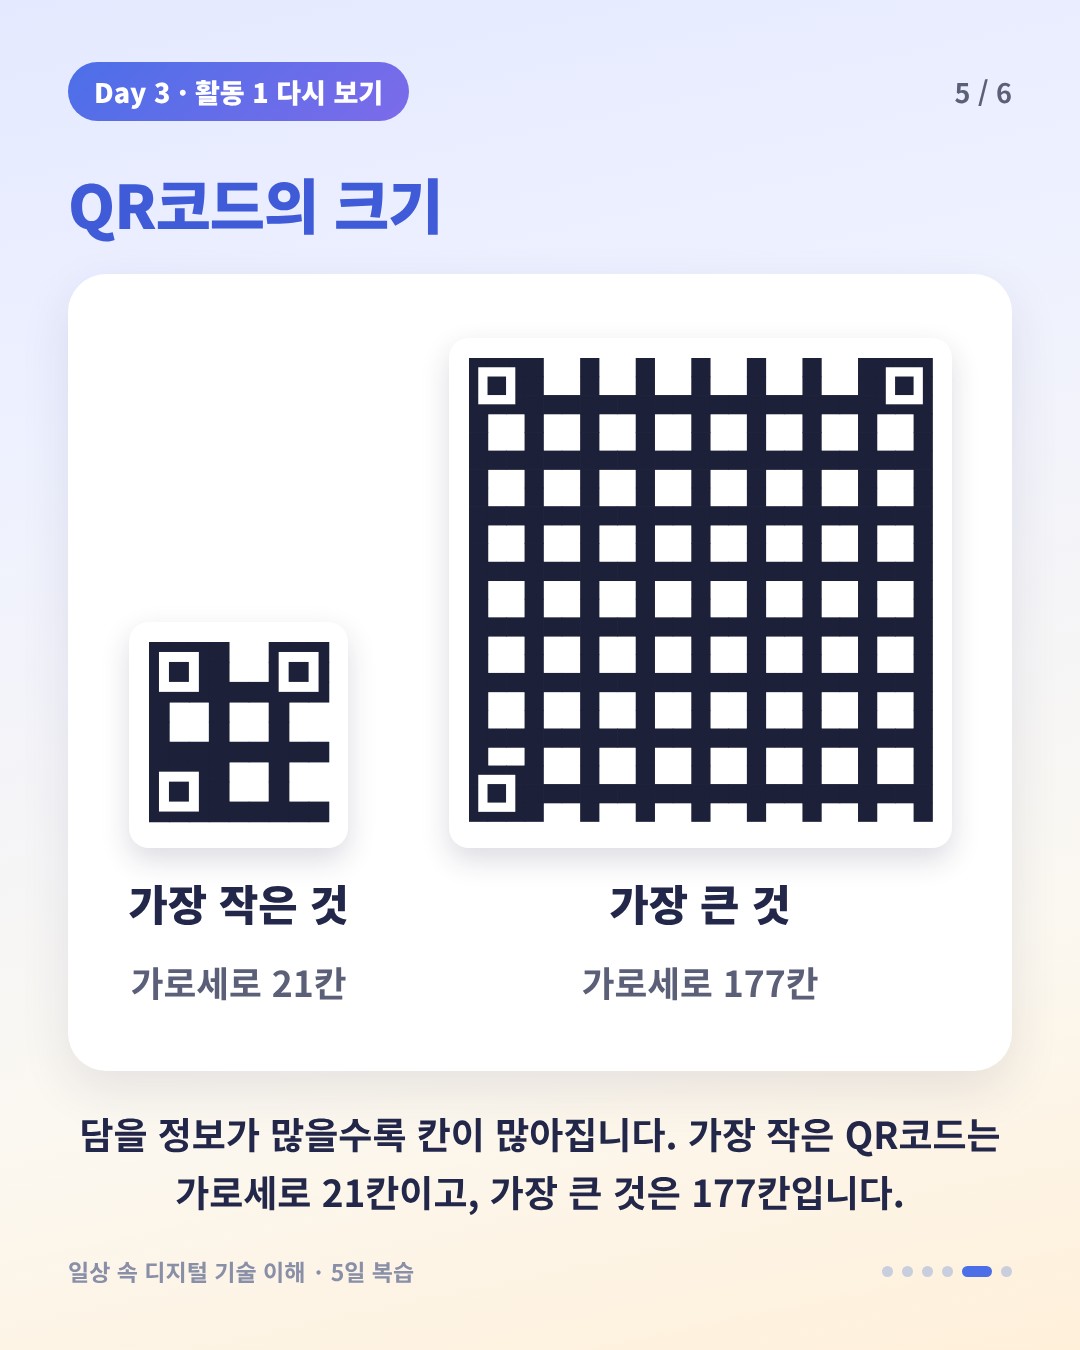 Day 3 · 활동 1 다시 보기
5 / 6
QR코드의 크기
가장 작은 것
가로세로 21칸
가장 큰 것
가로세로 177칸
담을 정보가 많을수록 칸이 많아집니다. 가장 작은 QR코드는
가로세로 21칸이고, 가장 큰 것은 177칸입니다.
일상 속 디지털 기술 이해 · 5일 복습